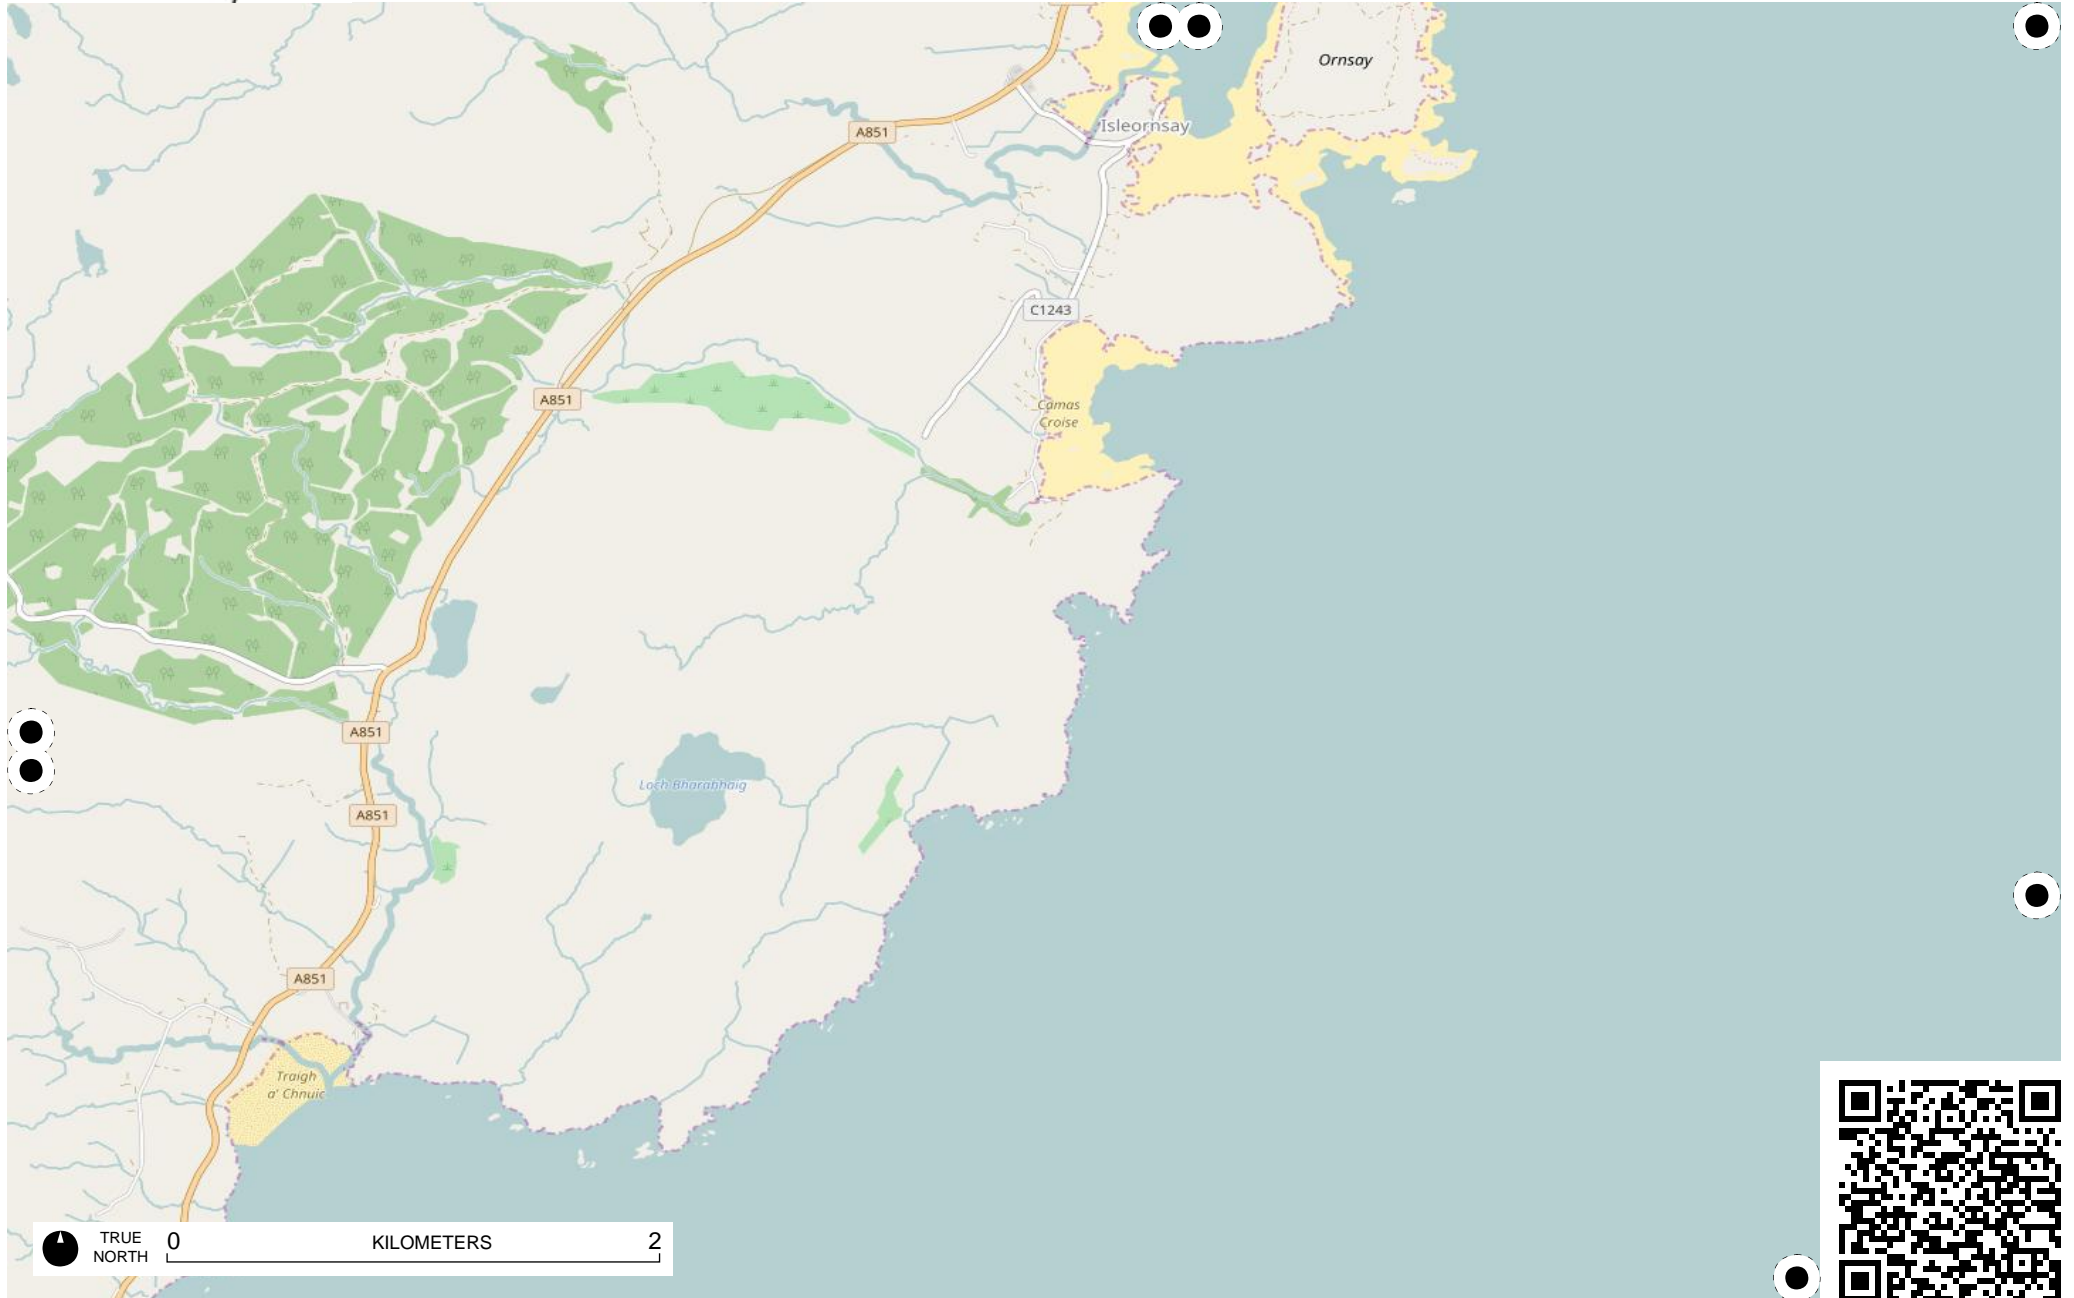 Ornsay
A851
Isleornsay
C1243
A851
Camas
Croise
A851
Loch Bharabhaig
A851
A851
Traigh
a' Chnuic
TRUE
NORTH
0
KILOMETERS
2